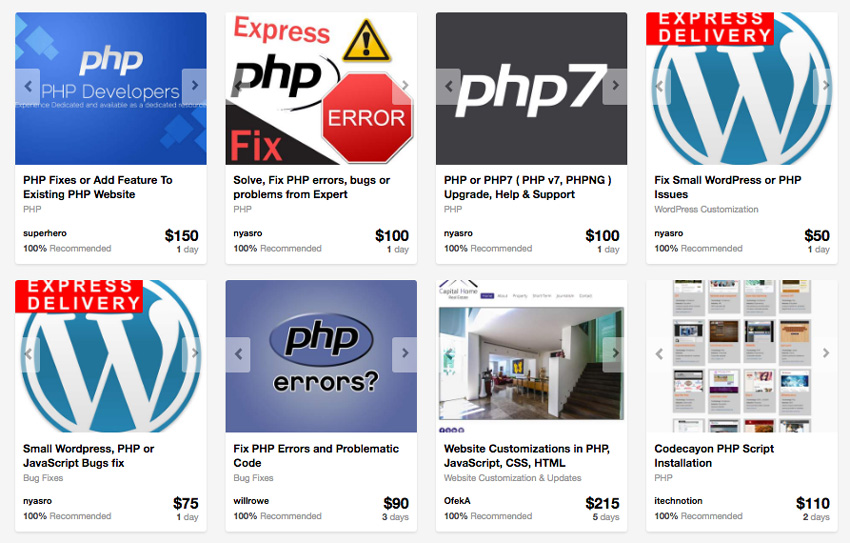 php
PHP Developers
Experience Dedicated and available as a dedicated resource
PHP Fixes or Add Feature To
Existing PHP Website
PHP
superhero
$150
100% Recommended
1 day
Express
php
ERROR
Fix
Solve, Fix PHP errors, bugs or
problems from Expert
PHP
nyasro
$100
100% Recommended
1 day
php7
PHP or PHP7 ( PHP v7, PHPNG )
Upgrade, Help & Support
PHP
nyasro
$100
100% Recommended
1 day
EXPRESS
DELIVERY
W
Fix Small WordPress or PHP
Issues
WordPress Customization
nyasro
$50
100% Recommended
1 day
EXPRESS
DELIVERY
W
Small Wordpress, PHP or
JavaScript Bugs fix
Bug Fixes
nyasro
$75
100% Recommended
1 day
php
errors?
Fix PHP Errors and Problematic
Code
Bug Fixes
willrowe
$90
100% Recommended
3 days
Capital Home
Real Estate
Home About Property Contact
Website Customizations in PHP,
JavaScript, CSS, HTML
Website Customization & Updates
OfekA
$215
100% Recommended
5 days
Codecayon PHP Script
Installation
PHP
itechnotion
$110
100% Recommended
2 days